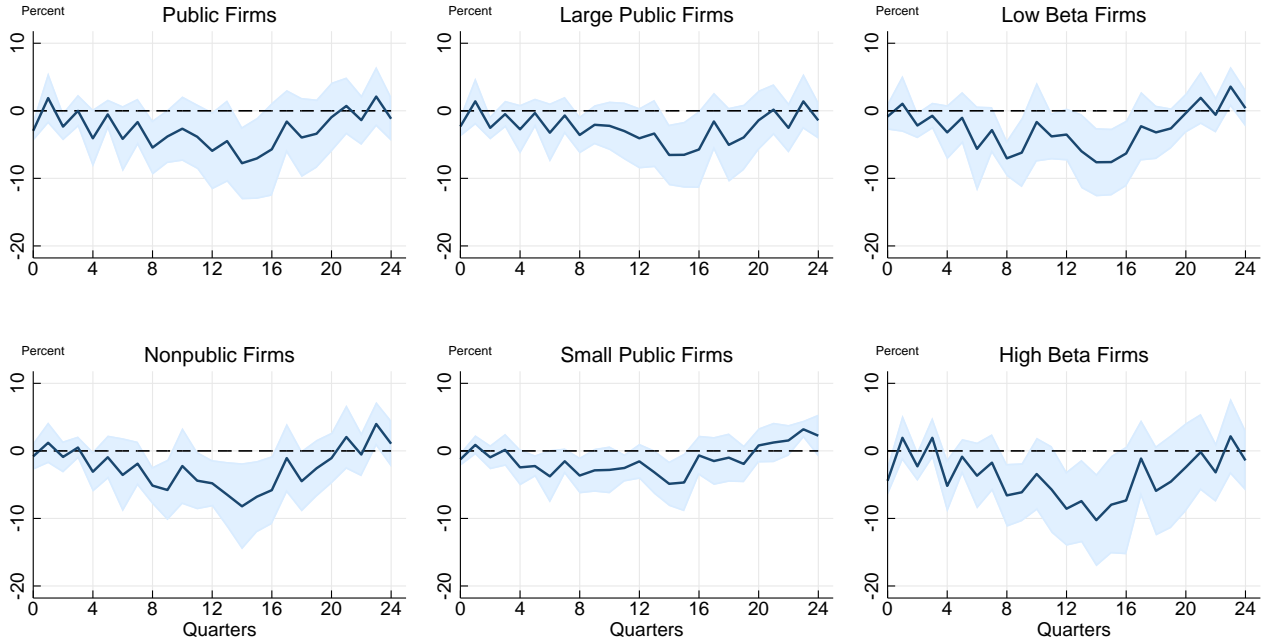 Percent
Public Firms
10
0
-10
-20
0 4 8 12 16 20 24
Percent
Large Public Firms
10
0
-10
-20
0 4 8 12 16 20 24
Percent
Low Beta Firms
10
0
-10
-20
0 4 8 12 16 20 24
Percent
Nonpublic Firms
10
0
-10
-20
0 4 8 12 16 20 24
Quarters
Percent
Small Public Firms
10
0
-10
-20
0 4 8 12 16 20 24
Quarters
Percent
High Beta Firms
10
0
-10
-20
0 4 8 12 16 20 24
Quarters